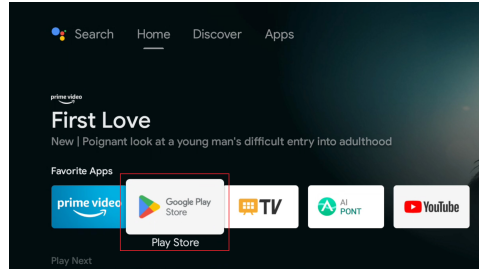 Search Home Discover Apps
prime video
First Love
New | Poignant look at a young man's difficult entry into adulthood
Favorite Apps
prime video
Google Play
Store
TV
AI
PONT
YouTube
Play Store
Play Next